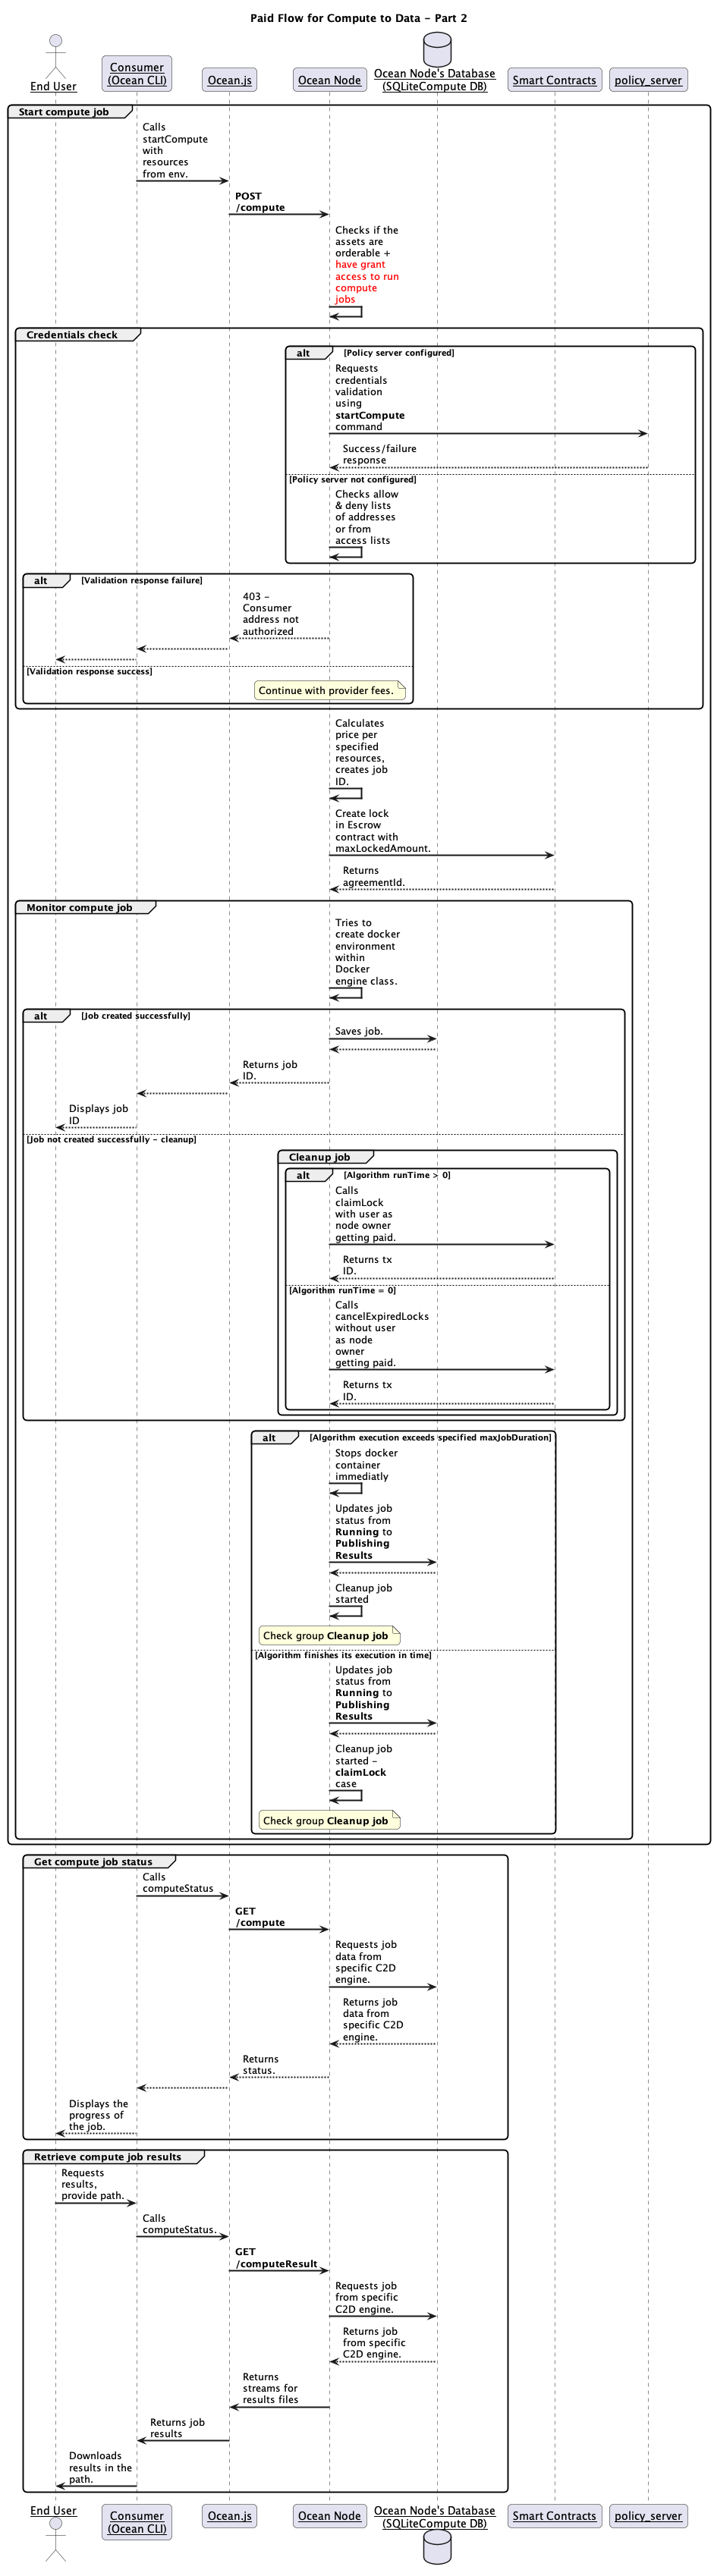 Paid Flow for Compute to Data - Part 2
End User
Consumer
(Ocean CLI)
Ocean.js
Ocean Node
Ocean Node's Database
(SQLiteCompute DB)
Smart Contracts
policy_server
Start compute job
Calls
startCompute
with
resources
from env.
POST
/compute
Checks if the
assets are
orderable +
have grant
access to run
compute
jobs
Credentials check
alt
[Policy server configured]
Requests
credentials
validation
using
startCompute
command
Success/failure
response
[Policy server not configured]
Checks allow
& deny lists
of addresses
or from
access lists
alt
[Validation response failure]
403 -
Consumer
address not
authorized
[Validation response success]
Continue with provider fees.
Calculates
price per
specified
resources,
creates job
ID.
Create lock
in Escrow
contract with
maxLockedAmount.
Returns
agreementId.
Monitor compute job
Tries to
create docker
environment
within
Docker
engine class.
alt
[Job created successfully]
Saves job.
Returns job
ID.
Displays job
ID
[Job not created successfully - cleanup]
Cleanup job
alt
[Algorithm runTime > 0]
Calls
claimLock
with user as
node owner
getting paid.
Returns tx
ID.
[Algorithm runTime = 0]
Calls
cancelExpiredLocks
without user
as node
owner
getting paid.
Returns tx
ID.
alt
[Algorithm execution exceeds specified maxJobDuration]
Stops docker
container
immediatly
Updates job
status from
Running to
Publishing
Results
Cleanup job
started
Check group Cleanup job
[Algorithm finishes its execution in time]
Updates job
status from
Running to
Publishing
Results
Cleanup job
started -
claimLock
case
Check group Cleanup job
Get compute job status
Calls
computeStatus
GET
/compute
Requests job
data from
specific C2D
engine.
Returns job
data from
specific C2D
engine.
Returns
status.
Displays the
progress of
the job.
Retrieve compute job results
Requests
results,
provide path.
Calls
computeStatus.
GET
/computeResult
Requests job
from specific
C2D engine.
Returns job
from specific
C2D engine.
Returns
streams for
results files
Returns job
results
Downloads
results in the
path.
End User
Consumer
(Ocean CLI)
Ocean.js
Ocean Node
Ocean Node's Database
(SQLiteCompute DB)
Smart Contracts
policy_server